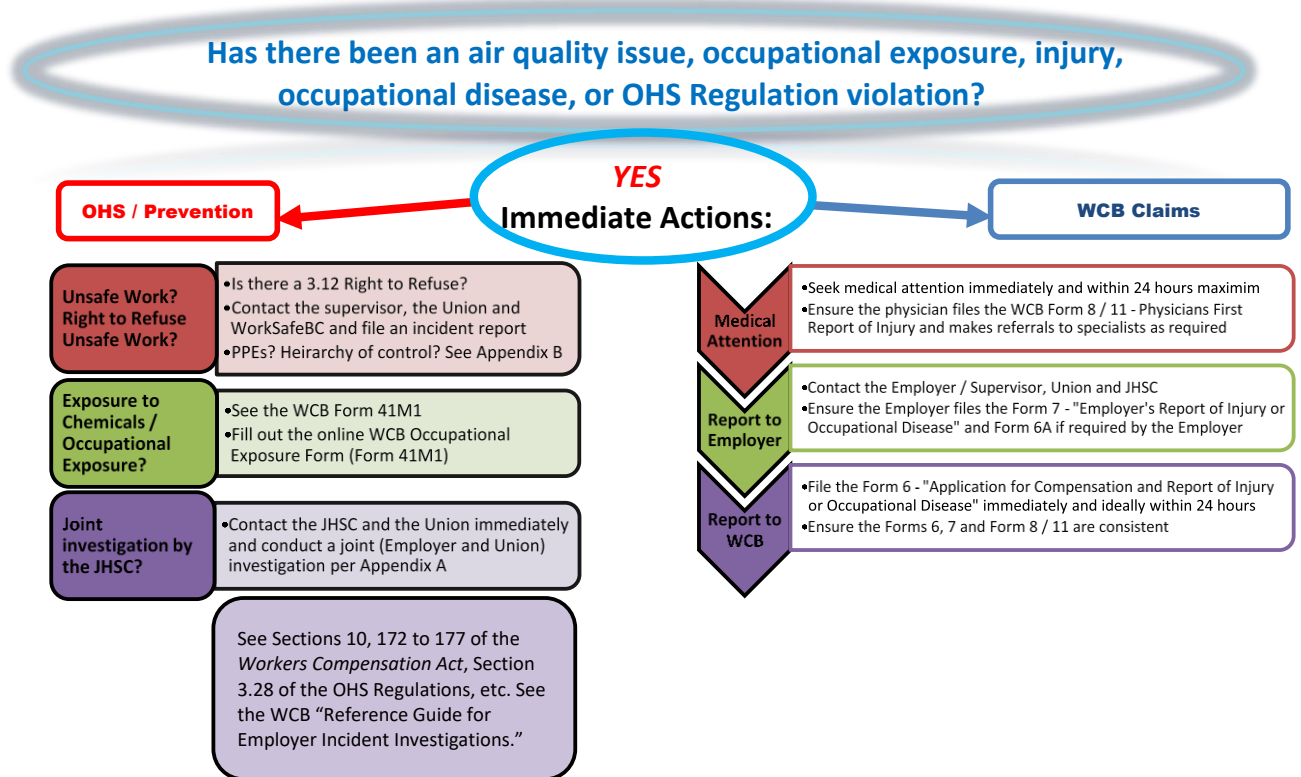 Has there been an air quality issue, occupational exposure, injury,
occupational disease, or OHS Regulation violation?
YES
Immediate Actions:
OHS / Prevention
WCB Claims
Unsafe Work?
Right to Refuse
Unsafe Work?
•Is there a 3.12 Right to Refuse?
•Contact the supervisor, the Union and
WorkSafeBC and file an incident report
•PPEs? Heirarchy of control? See Appendix B
Exposure to
Chemicals /
Occupational
Exposure?
•See the WCB Form 41M1
•Fill out the online WCB Occupational
Exposure Form (Form 41M1)
Joint
investigation by
the JHSC?
•Contact the JHSC and the Union immediately
and conduct a joint (Employer and Union)
investigation per Appendix A
See Sections 10, 172 to 177 of the
Workers Compensation Act, Section
3.28 of the OHS Regulations, etc. See
the WCB “Reference Guide for
Employer Incident Investigations.”
Medical
Attention
•Seek medical attention immediately and within 24 hours maximim
•Ensure the physician files the WCB Form 8 / 11 - Physicians First
Report of Injury and makes referrals to specialists as required
Report to
Employer
•Contact the Employer / Supervisor, Union and JHSC
•Ensure the Employer files the Form 7 - "Employer's Report of Injury or
Occupational Disease" and Form 6A if required by the Employer
Report to
WCB
•File the Form 6 - "Application for Compensation and Report of Injury
or Occupational Disease" immediately and ideally within 24 hours
•Ensure the Forms 6, 7 and Form 8 / 11 are consistent